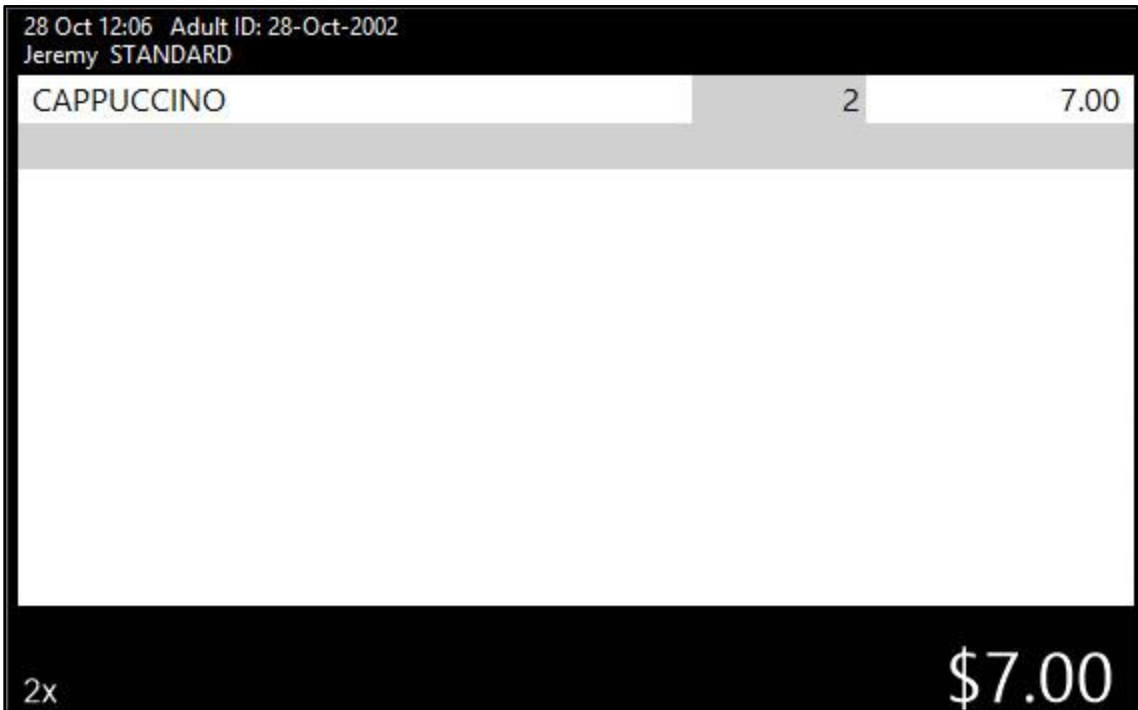 28 Oct 12:06 Adult ID: 28-Oct-2002
Jeremy STANDARD
CAPPUCCINO 2 7.00
2x $7.00